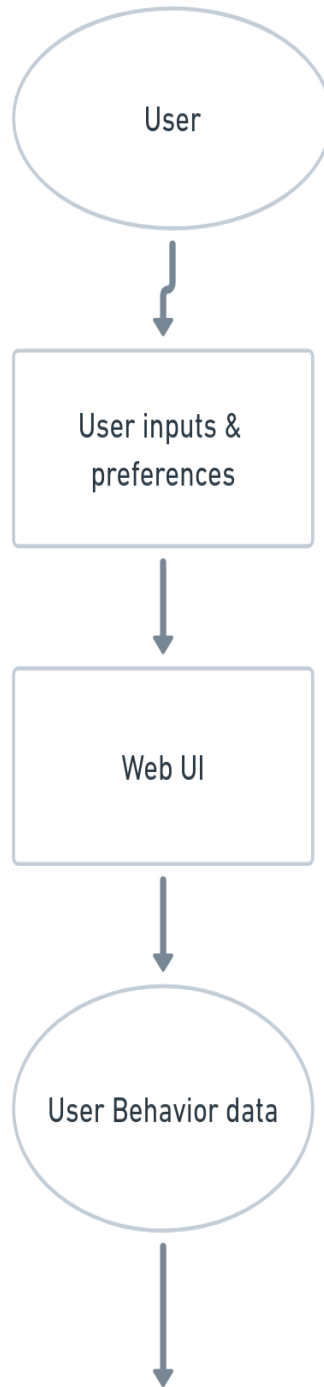 User
User inputs &
preferences
Web UI
User Behavior data